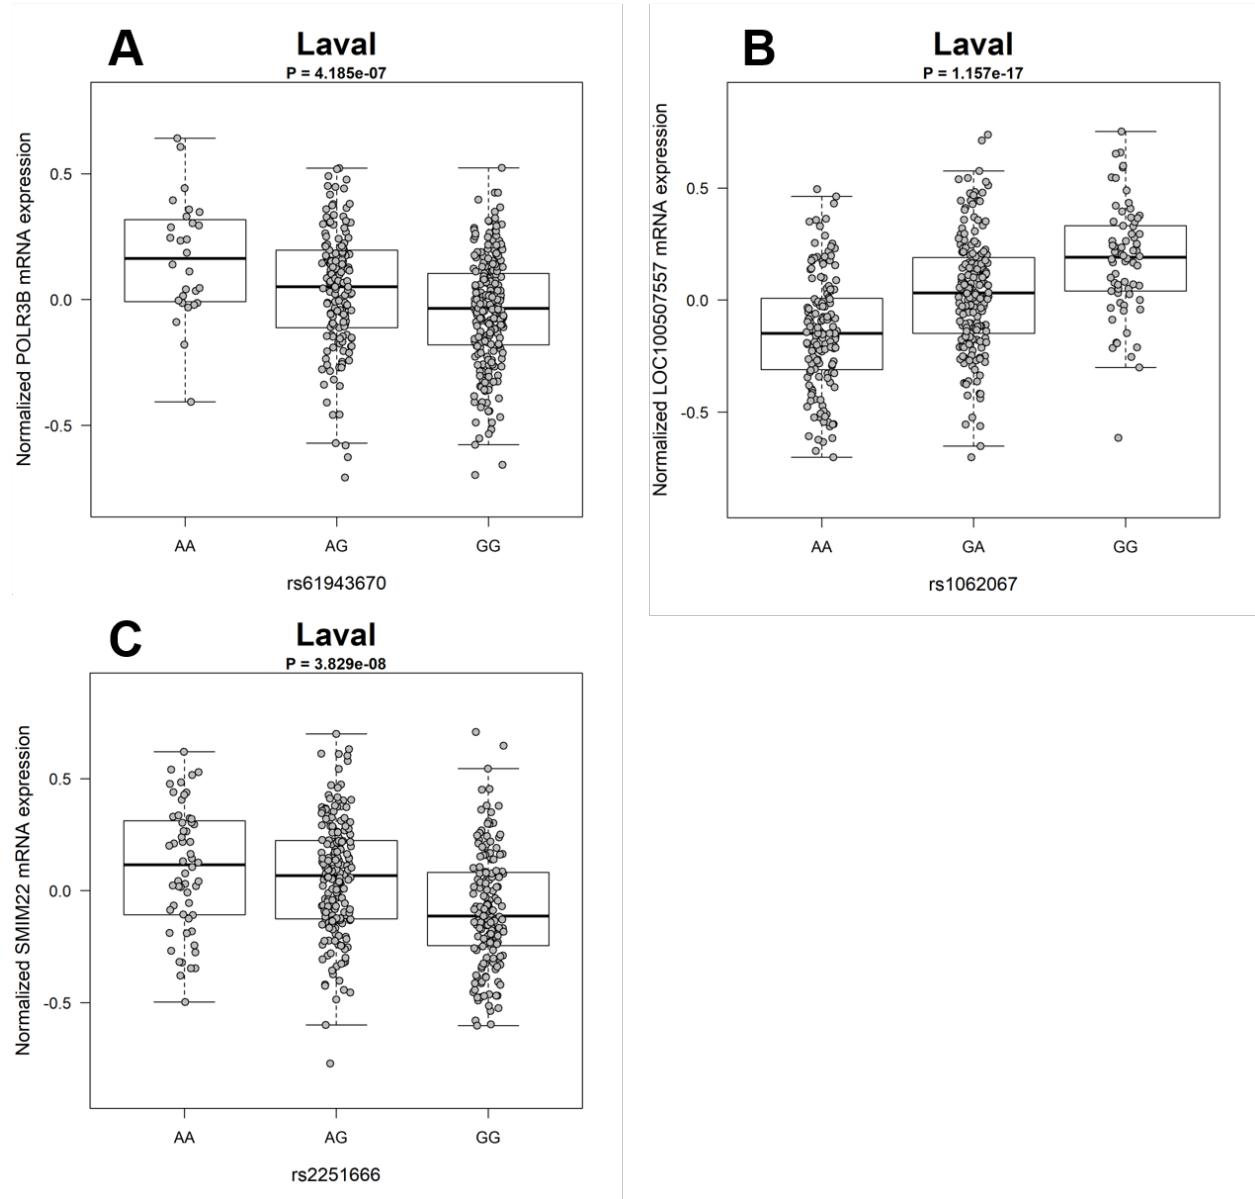 A
Laval
P = 4.185e-07
Normalized POLR3B mRNA expression
0.5
0.0
-0.5
AA
AG
GG
rs61943670
B
Laval
P = 1.157e-17
Normalized LOC100507557 mRNA expression
0.5
0.0
-0.5
AA
GA
GG
rs1062067
C
Laval
P = 3.829e-08
Normalized SMIM22 mRNA expression
0.5
0.0
-0.5
AA
AG
GG
rs2251666